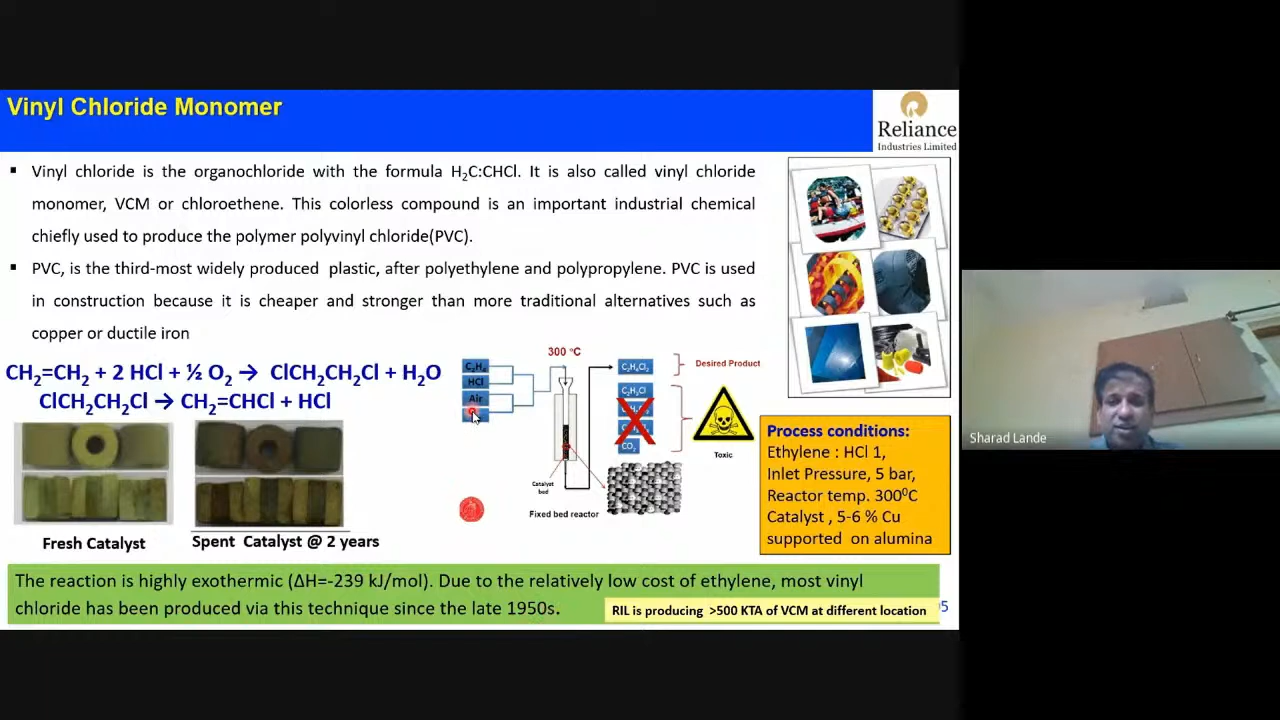 Vinyl Chloride Monomer
Reliance
Industries Limited
▪ Vinyl chloride is the organochloride with the formula H₂C:CHCl. It is also called vinyl chloride
monomer, VCM or chloroethene. This colorless compound is an important industrial chemical
chiefly used to produce the polymer polyvinyl chloride(PVC).
▪ PVC, is the third-most widely produced plastic, after polyethylene and polypropylene. PVC is used
in construction because it is cheaper and stronger than more traditional alternatives such as
copper or ductile iron
CH₂=CH₂ + 2 HCl + ½ O₂ → ClCH₂CH₂Cl + H₂O
ClCH₂CH₂Cl → CH₂=CHCl + HCl
Fresh Catalyst
Spent Catalyst @ 2 years
300 °C
C₂H₄
HCl
Air
Catalyst
bed
Fixed bed reactor
C₂H₄Cl₂
C₂H₃Cl
CO₂
Desired Product
Toxic
Process conditions:
Ethylene : HCl 1,
Inlet Pressure, 5 bar,
Reactor temp. 300⁰C
Catalyst , 5-6 % Cu
supported on alumina
The reaction is highly exothermic (ΔH=-239 kJ/mol). Due to the relatively low cost of ethylene, most vinyl
chloride has been produced via this technique since the late 1950s.
RIL is producing >500 KTA of VCM at different location
Sharad Lande